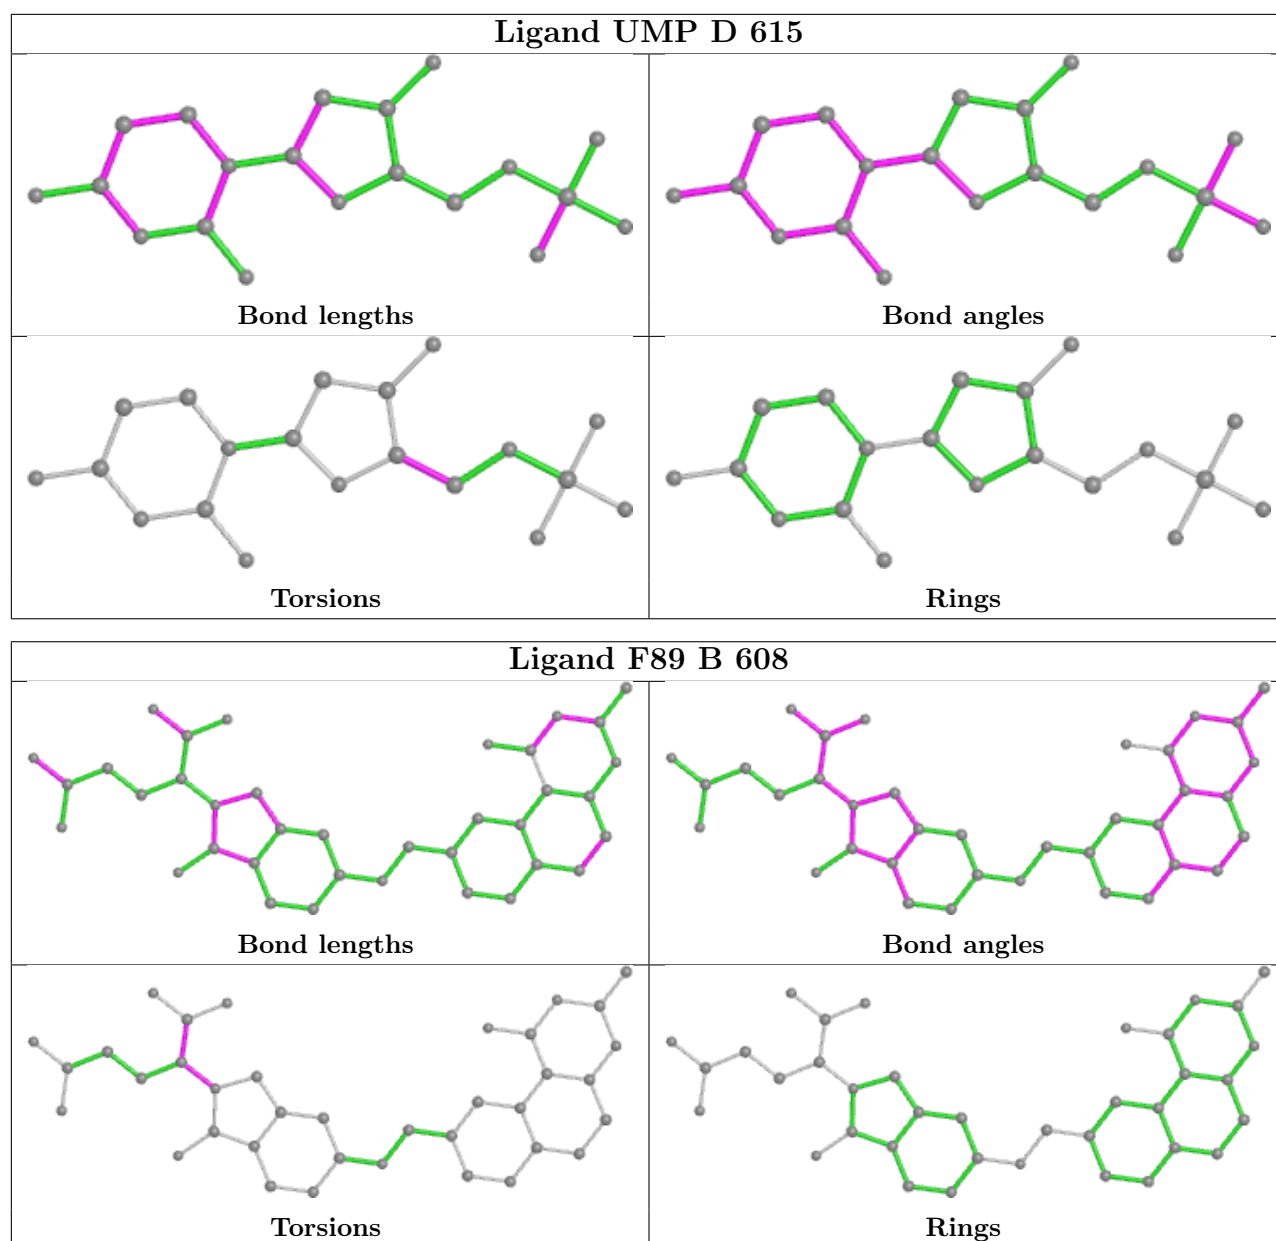 Ligand UMP D 615
Bond lengths
Bond angles
Torsions
Rings
Ligand F89 B 608
Bond lengths
Bond angles
Torsions
Rings